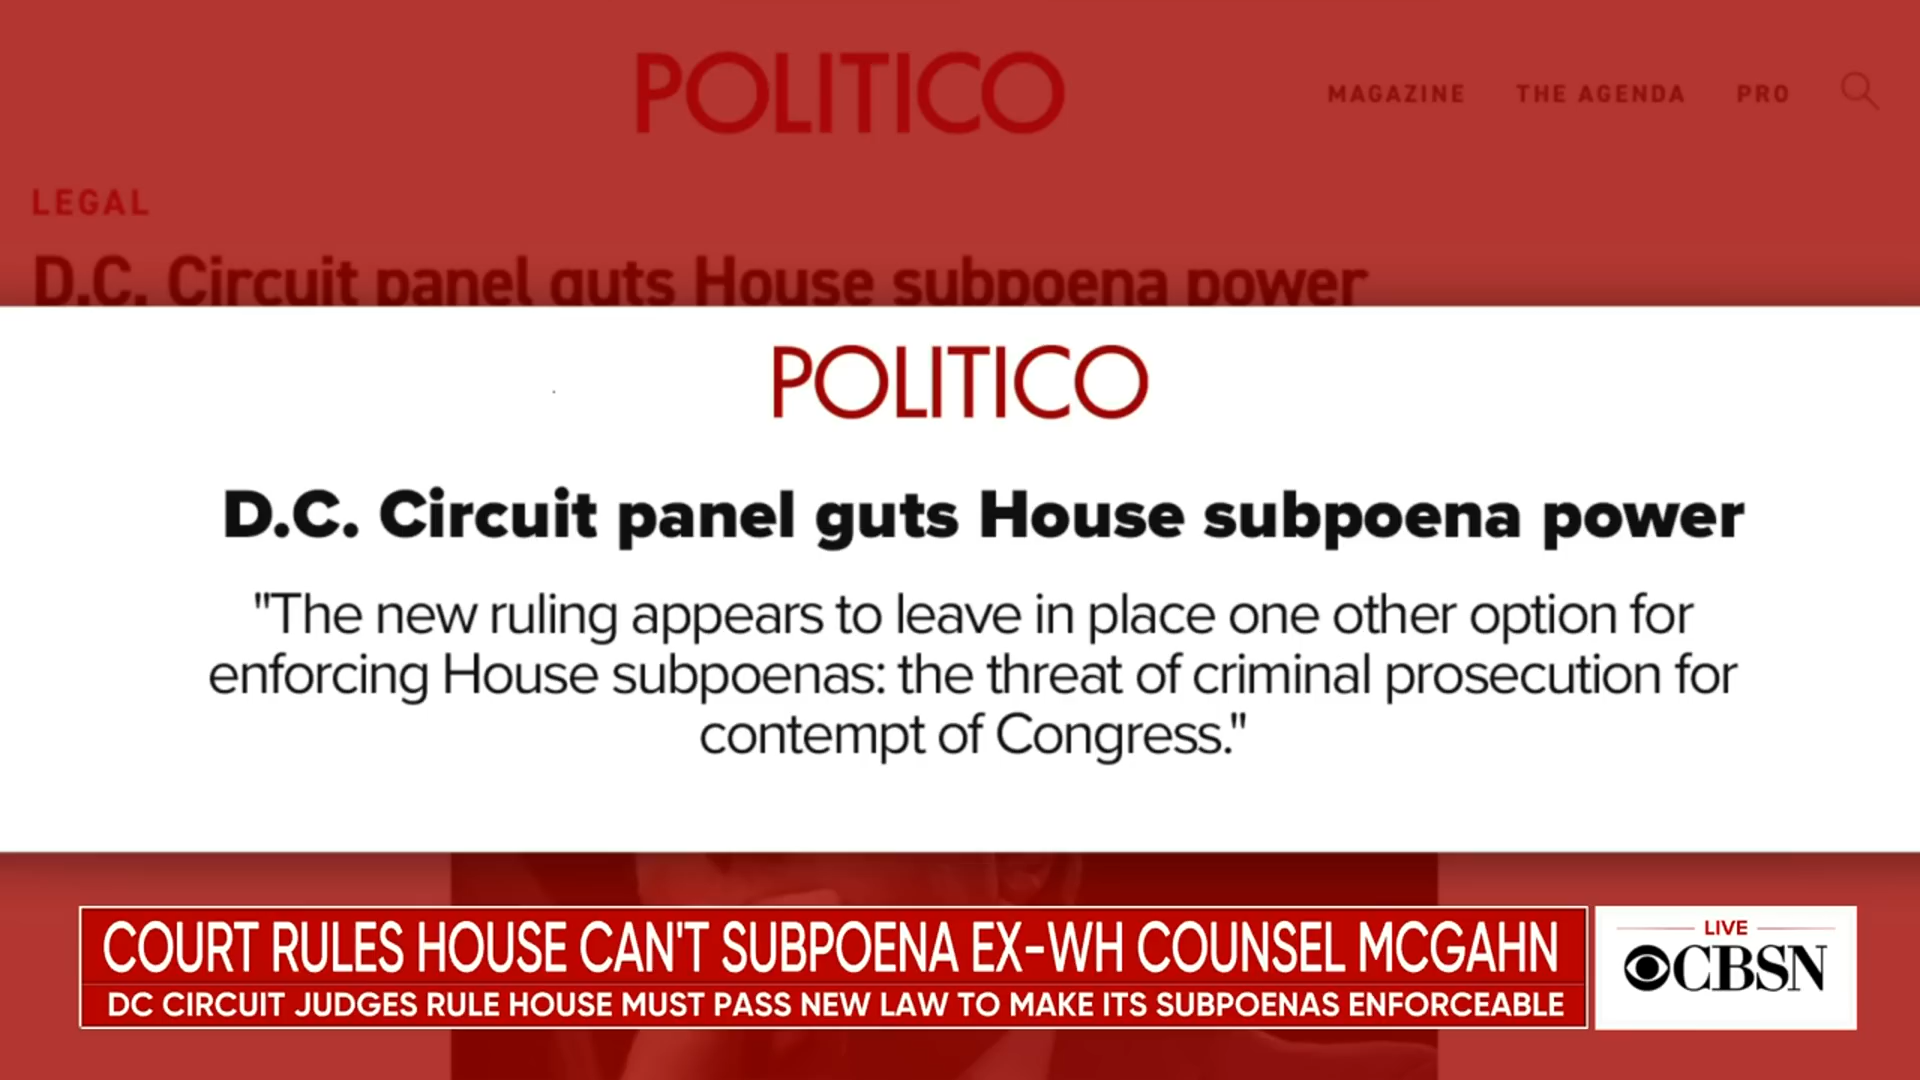 POLITICO
MAGAZINE THE AGENDA PRO
LEGAL
D.C. Circuit panel guts House subpoena power
POLITICO
D.C. Circuit panel guts House subpoena power
"The new ruling appears to leave in place one other option for
enforcing House subpoenas: the threat of criminal prosecution for
contempt of Congress."
COURT RULES HOUSE CAN'T SUBPOENA EX-WH COUNSEL MCGAHN
DC CIRCUIT JUDGES RULE HOUSE MUST PASS NEW LAW TO MAKE ITS SUBPOENAS ENFORCEABLE
LIVE
CBSN